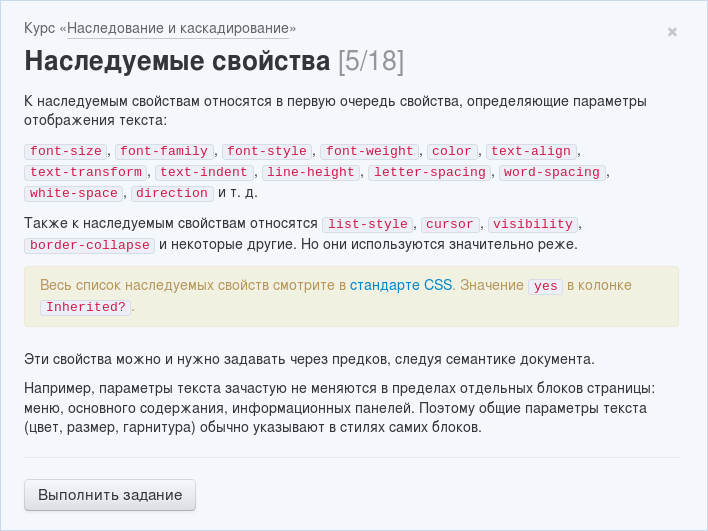 Курс «Наследование и каскадирование»
×
Наследуемые свойства [5/18]
К наследуемым свойствам относятся в первую очередь свойства, определяющие параметры
отображения текста:
font-size, font-family, font-style, font-weight, color, text-align,
text-transform, text-indent, line-height, letter-spacing, word-spacing,
white-space, direction и т. д.
Также к наследуемым свойствам относятся list-style, cursor, visibility,
border-collapse и некоторые другие. Но они используются значительно реже.
Весь список наследуемых свойств смотрите в стандарте CSS. Значение yes в колонке
Inherited?.
Эти свойства можно и нужно задавать через предков, следуя семантике документа.
Например, параметры текста зачастую не меняются в пределах отдельных блоков страницы:
меню, основного содержания, информационных панелей. Поэтому общие параметры текста
(цвет, размер, гарнитура) обычно указывают в стилях самих блоков.
Выполнить задание